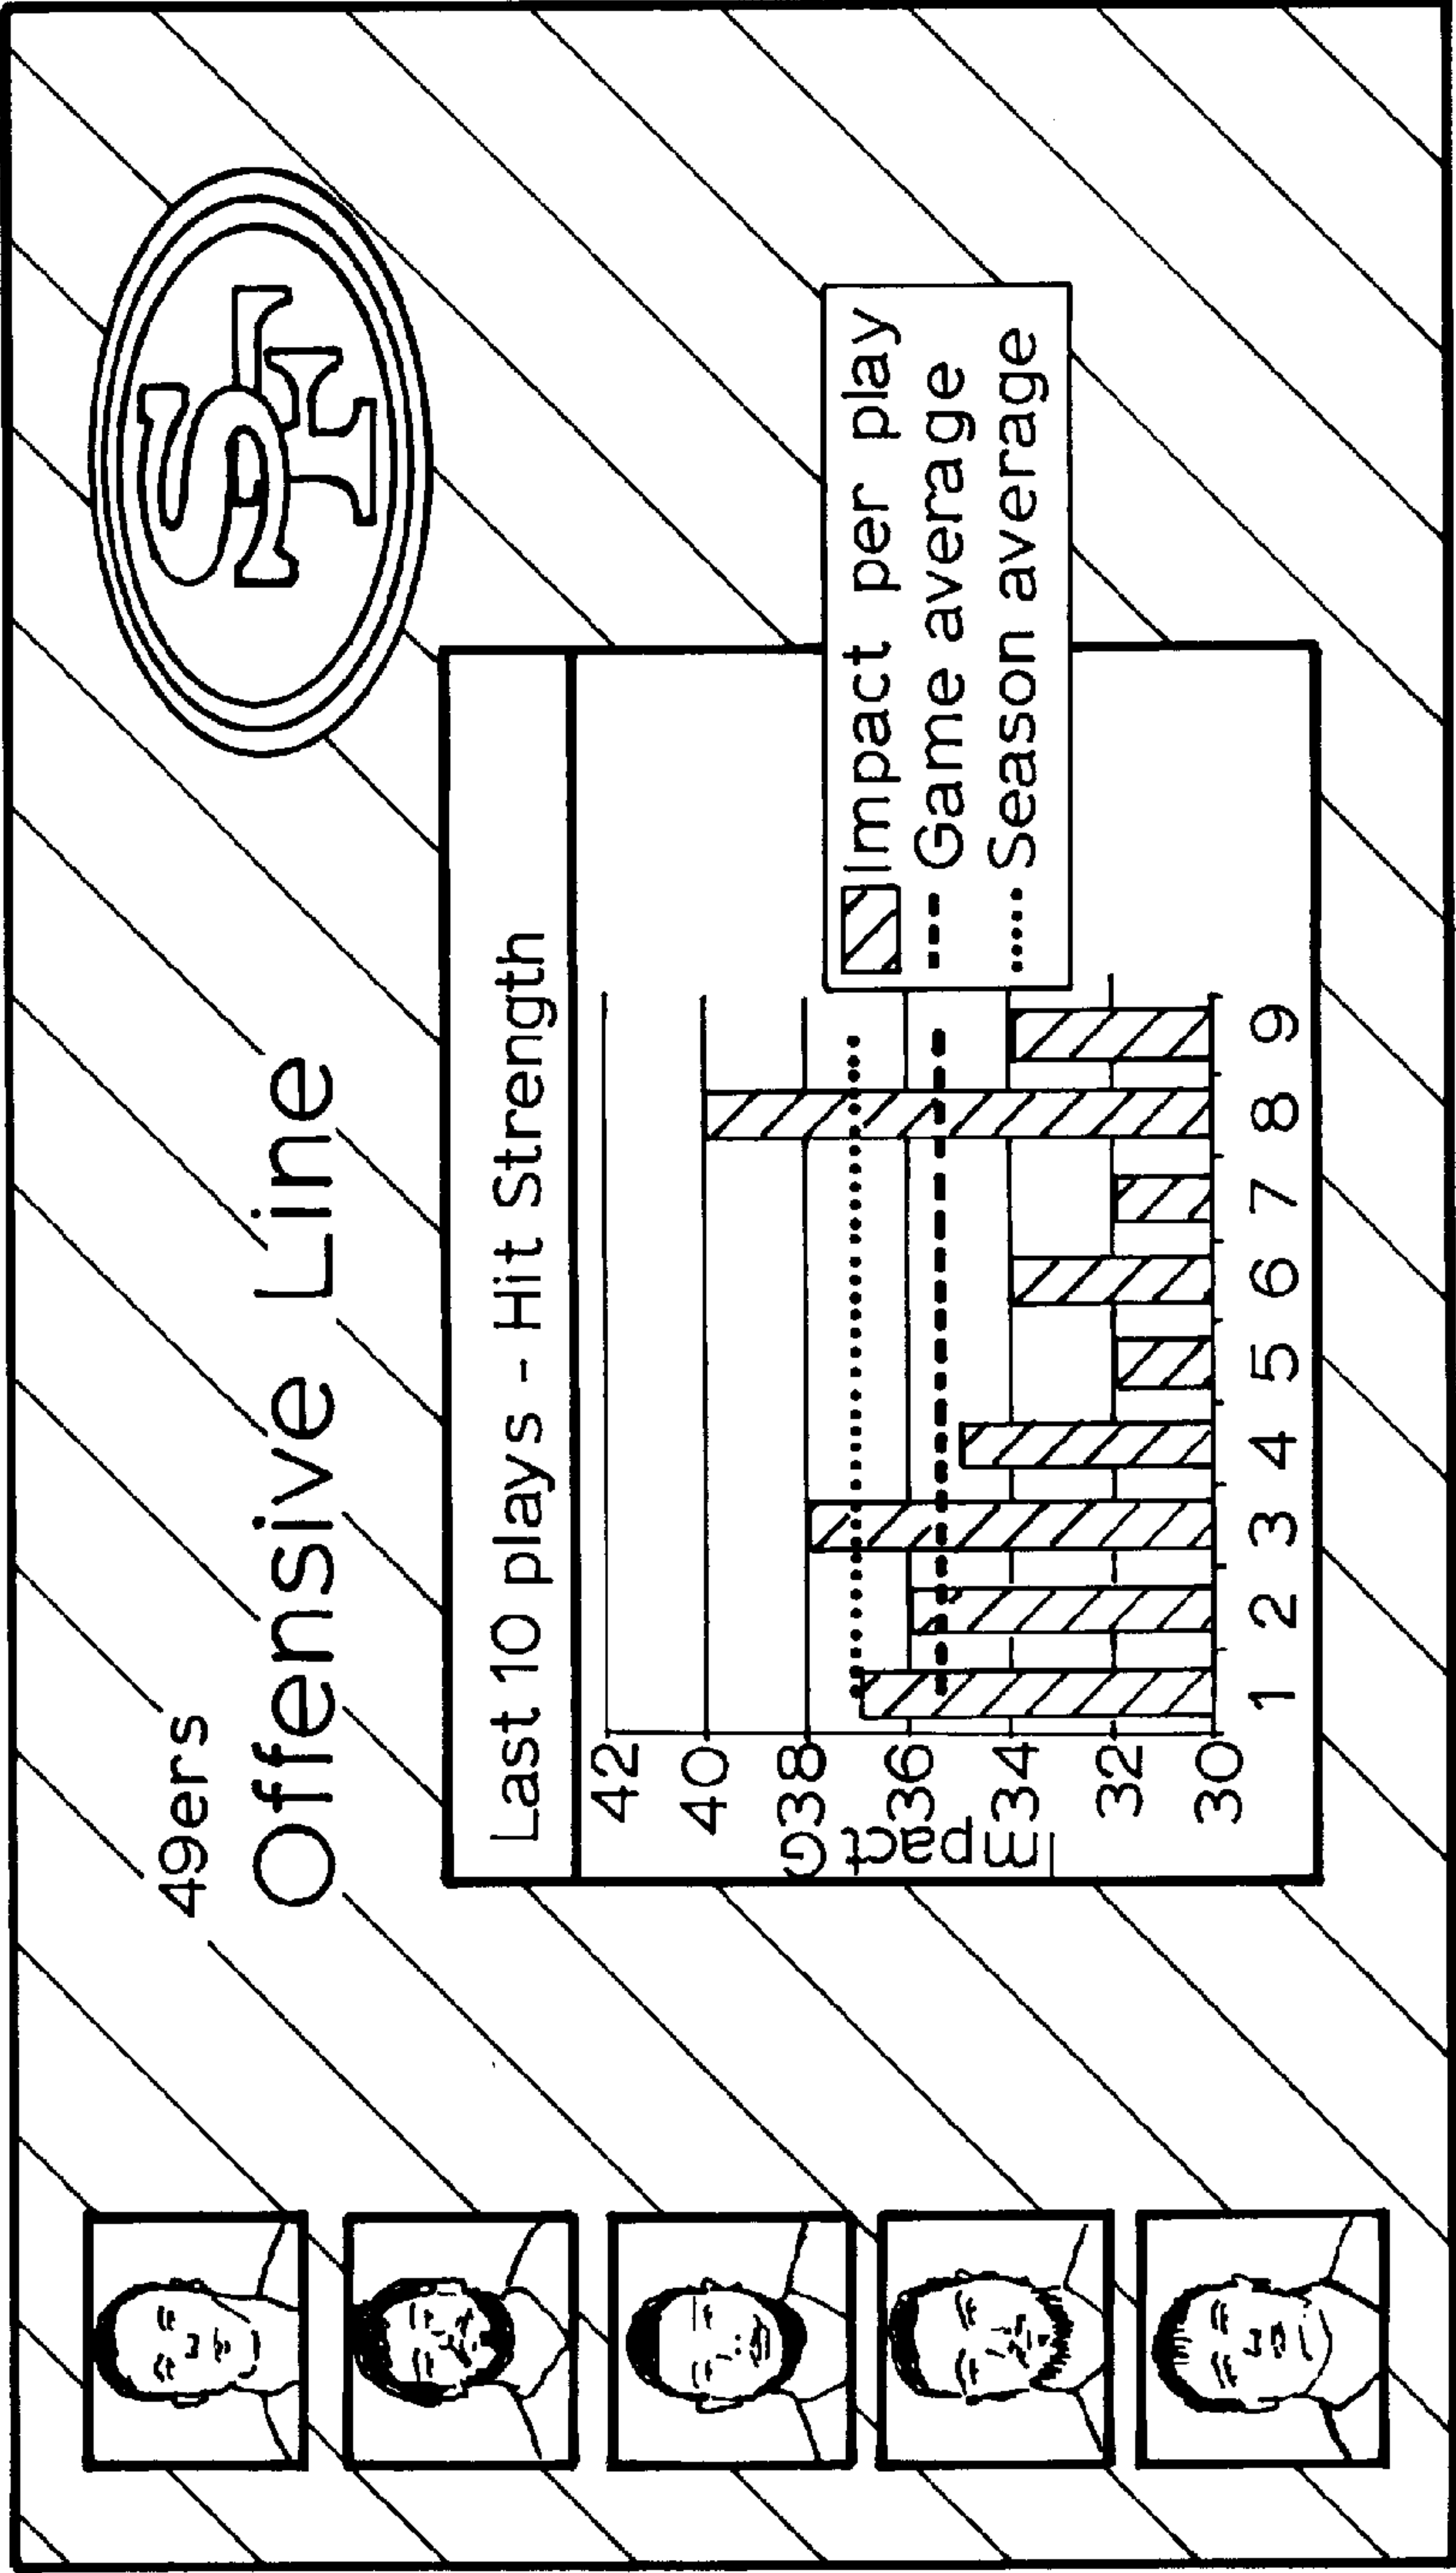 49ers
Offensive Line
SF
Last 10 plays - Hit Strength
Impact G
42
40
38
36
34
32
30
1 2 3 4 5 6 7 8 9
Impact per play
Game average
Season average